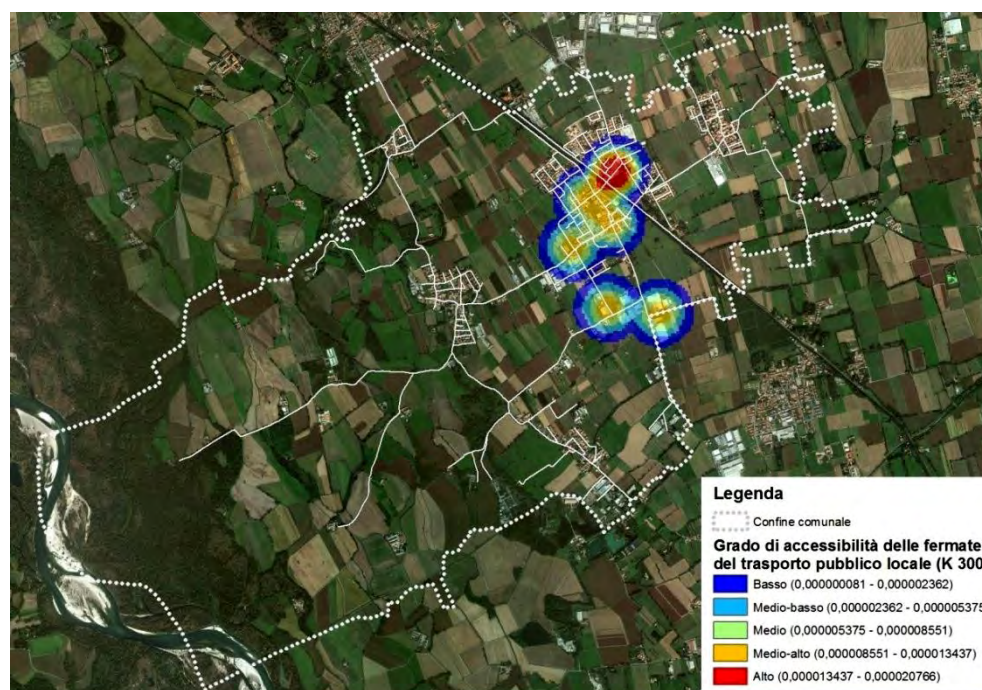 Legenda
Confine comunale
Grado di accessibilità delle fermate
del trasporto pubblico locale (K 300
Basso (0,000000081 - 0,000002362)
Medio-basso (0,000002362 - 0,000005375
Medio (0,000005375 - 0,000008551)
Medio-alto (0,000008551 - 0,000013437)
Alto (0,000013437 - 0,000020766)